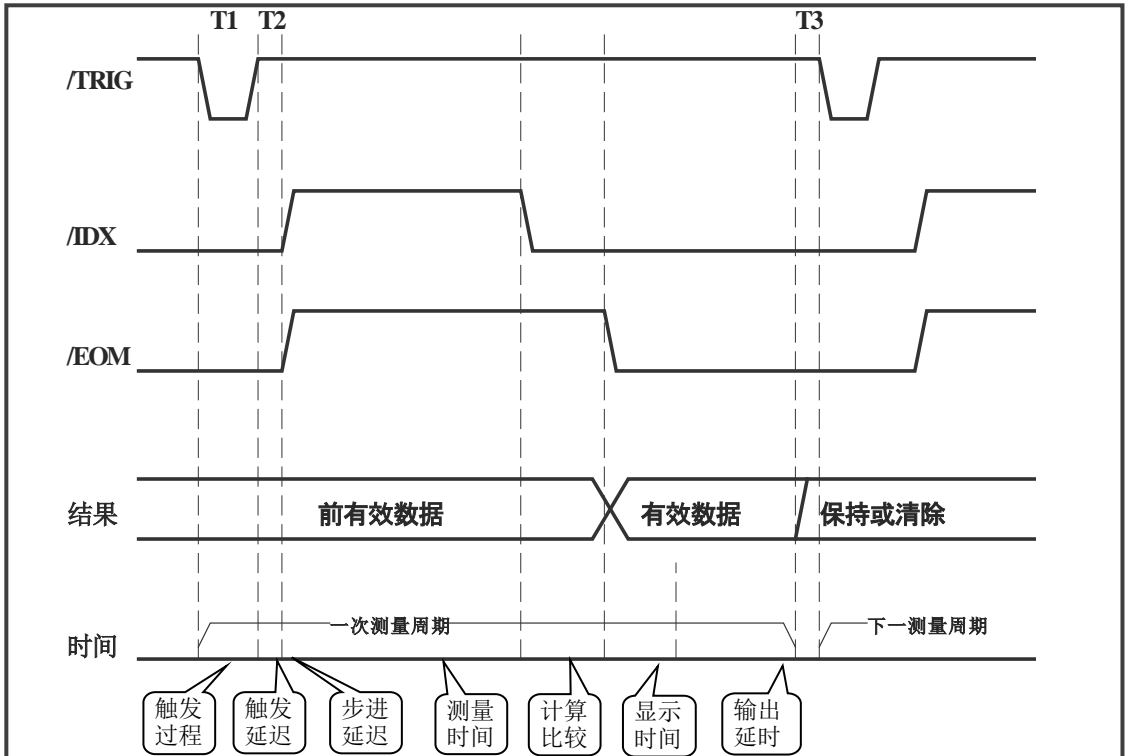 T1 T2 T3
/TRIG
/IDX
/EOM
结果 前有效数据 有效数据 保持或清除
时间 一次测量周期 下一测量周期
触发
过程
触发
延迟
步进
延迟
测量
时间
计算
比较
显示
时间
输出
延时